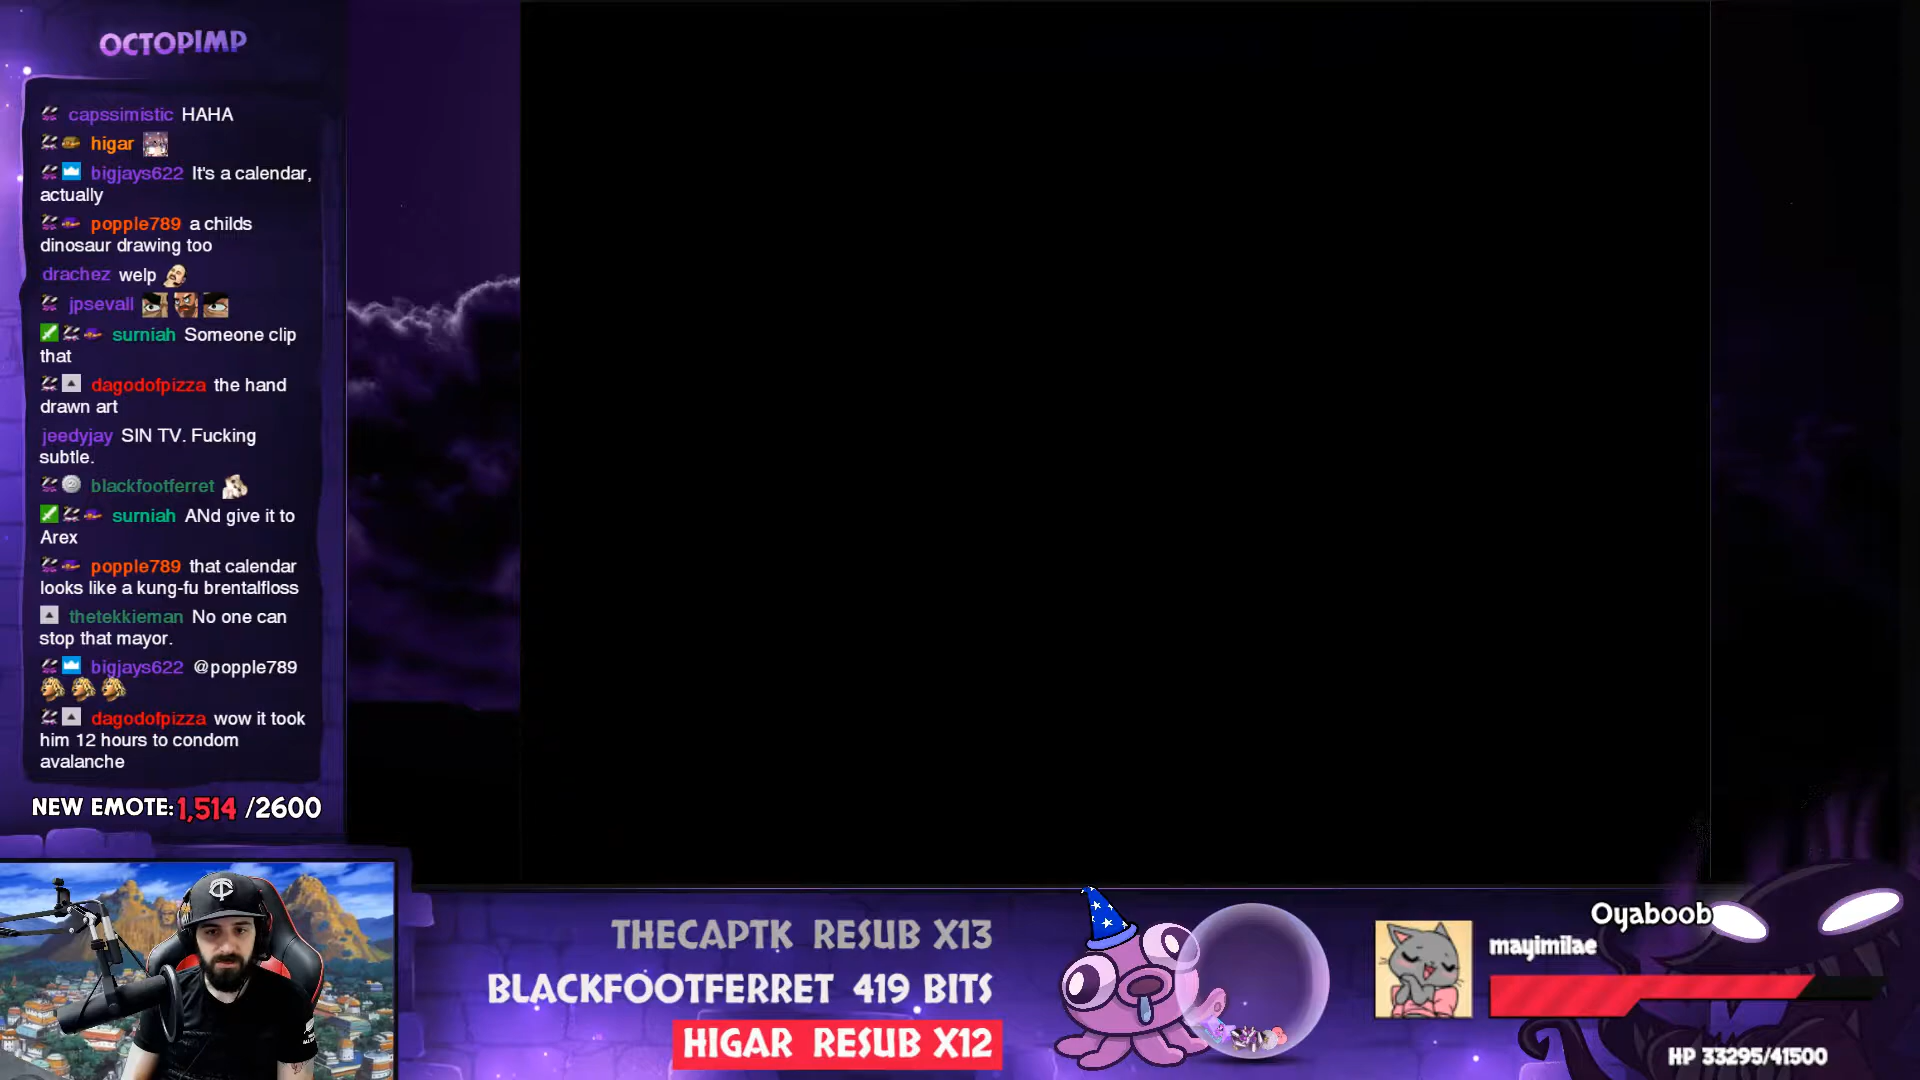 OCTOPIMP
capssimistic HAHA
higar
bigjays622 It's a calendar,
actually
popple789 a childs
dinosaur drawing too
drachez welp
jpsevall
surniah Someone clip
that
dagodofpizza the hand
drawn art
jeedyjay SIN TV. Fucking
subtle.
blackfootferret
surniah ANd give it to
Arex
popple789 that calendar
looks like a kung-fu brentalfloss
thetekkieman No one can
stop that mayor.
bigjays622 @popple789
dagodofpizza wow it took
him 12 hours to condom
avalanche
NEW EMOTE: 1,514 /2600
THECAPTK RESUB X13
BLACKFOOTFERRET 419 BITS
HIGAR RESUB X12
Oyaboob
mayimilae
HP 33295/41500